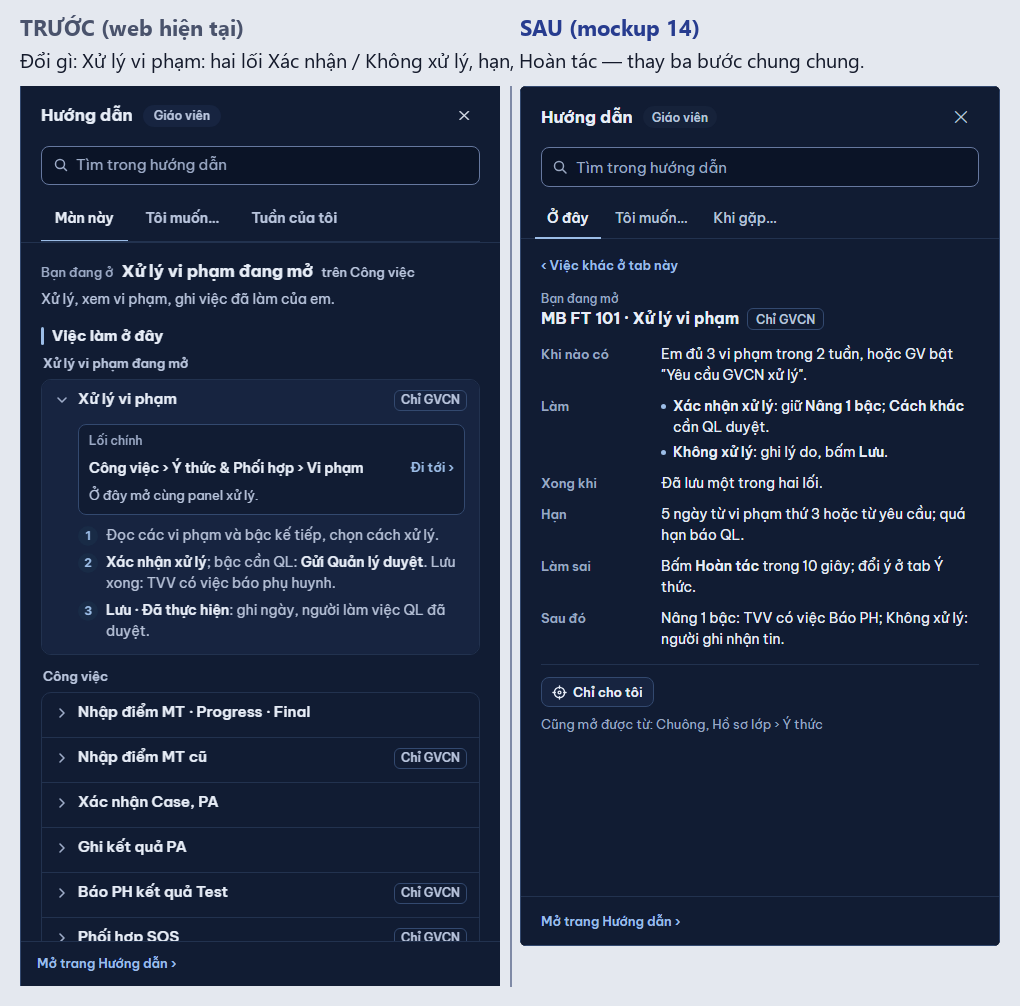 TRƯỚC (web hiện tại)
SAU (mockup 14)
Đổi gì: Xử lý vi phạm: hai lối Xác nhận / Không xử lý, hạn, Hoàn tác — thay ba bước chung chung.
Hướng dẫn
Giáo viên
Tìm trong hướng dẫn
Màn này
Tôi muốn...
Tuần của tôi
Bạn đang ở Xử lý vi phạm đang mở trên Công việc
Xử lý, xem vi phạm, ghi việc đã làm của em.
Việc làm ở đây
Xử lý vi phạm đang mở
Xử lý vi phạm
Chỉ GVCN
Lối chính
Công việc › Ý thức & Phối hợp › Vi phạm
Đi tới ›
Ở đây mở cùng panel xử lý.
1 Đọc các vi phạm và bậc kế tiếp, chọn cách xử lý.
2 Xác nhận xử lý; bậc cần QL: Gửi Quản lý duyệt. Lưu
xong: TVV có việc báo phụ huynh.
3 Lưu · Đã thực hiện: ghi ngày, người làm việc QL đã
duyệt.
Công việc
Nhập điểm MT · Progress · Final
Nhập điểm MT cũ
Chỉ GVCN
Xác nhận Case, PA
Ghi kết quả PA
Báo PH kết quả Test
Chỉ GVCN
Phối hợp SOS
Chỉ GVCN
Mở trang Hướng dẫn ›
Hướng dẫn
Giáo viên
Tìm trong hướng dẫn
Ở đây
Tôi muốn...
Khi gặp...
‹ Việc khác ở tab này
Bạn đang mở
MB FT 101 · Xử lý vi phạm
Chỉ GVCN
Khi nào có
Em đủ 3 vi phạm trong 2 tuần, hoặc GV bật
"Yêu cầu GVCN xử lý".
Làm
• Xác nhận xử lý: giữ Nâng 1 bậc; Cách khác
cần QL duyệt.
• Không xử lý: ghi lý do, bấm Lưu.
Xong khi
Đã lưu một trong hai lối.
Hạn
5 ngày từ vi phạm thứ 3 hoặc từ yêu cầu; quá
hạn báo QL.
Làm sai
Bấm Hoàn tác trong 10 giây; đổi ý ở tab Ý
thức.
Sau đó
Nâng 1 bậc: TVV có việc Báo PH; Không xử lý:
người ghi nhận tin.
Chỉ cho tôi
Cũng mở được từ: Chuông, Hồ sơ lớp › Ý thức
Mở trang Hướng dẫn ›